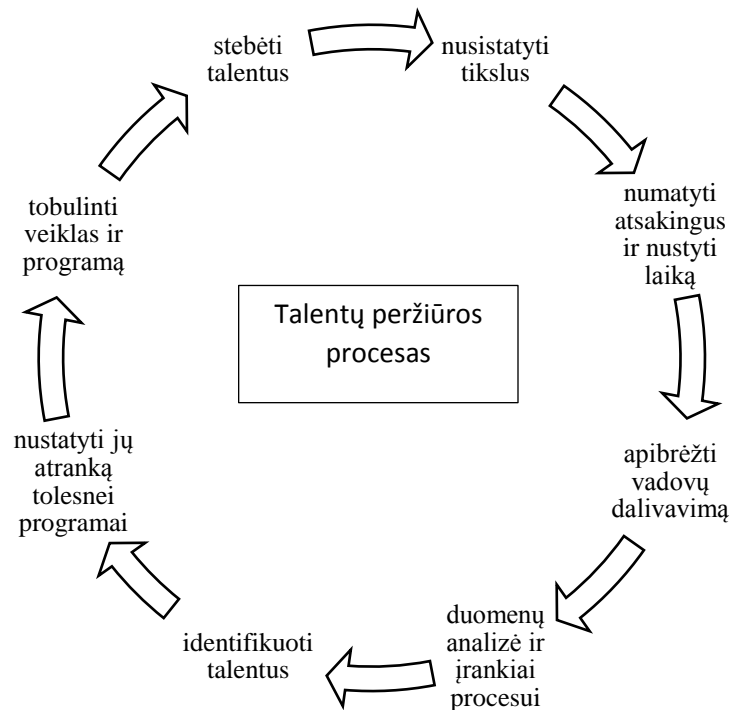 stebėti
talentus
nusistatyti
tikslus
numatyti
atsakingus
ir nustyti
laiką
apibrėžti
vadovų
dalivavimą
duomenų
analizė ir
įrankiai
procesui
identifikuoti
talentus
nustatyti jų
atranką
tolesnei
programai
tobulinti
veiklas ir
programą
Talentų peržiūros
procesas